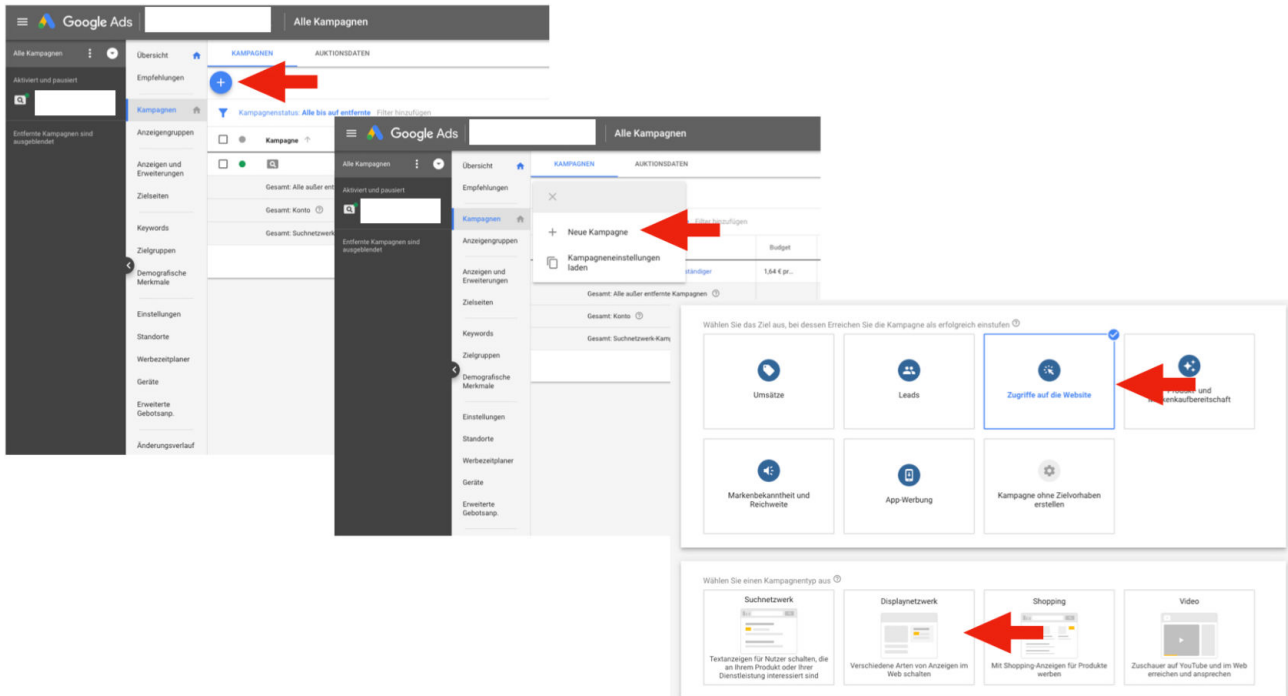 Google Ads
Alle Kampagnen
Alle Kampagnen
Aktiviert und pausiert
Entfernte Kampagnen sind
ausgeblendet
Übersicht
Empfehlungen
Kampagnen
Anzeigengruppen
Anzeigen und
Erweiterungen
Zielseiten
Keywords
Zielgruppen
Demografische
Merkmale
Einstellungen
Standorte
Werbezeitplaner
Geräte
Erweiterte
Gebotsanp.
Änderungsverlauf
KAMPAGNEN AUKTIONSDATEN
Kampagnenstatus: Alle bis auf entfernte Filter hinzufügen
Kampagne
Gesamt: Alle außer
Gesamt: Konto
Gesamt: Suchnetzwerk
Google Ads
Alle Kampagnen
Alle Kampagnen
Aktiviert und pausiert
Entfernte Kampagnen sind
ausgeblendet
Übersicht
Empfehlungen
Kampagnen
Anzeigengruppen
Anzeigen und
Erweiterungen
Zielseiten
Keywords
Zielgruppen
Demografische
Merkmale
Einstellungen
Standorte
Werbezeitplaner
Geräte
Erweiterte
Gebotsanp.
KAMPAGNEN AUKTIONSDATEN
Neue Kampagne
Kampagneneinstellungen
laden
Filter hinzufügen
Budget
ständiger 1,64 € pr...
Gesamt: Alle außer entfernte Kampagnen
Gesamt: Konto
Gesamt: Suchnetzwerk-Kam
Wählen Sie das Ziel aus, bei dessen Erreichen Sie die Kampagne als erfolgreich einstufen
Umsätze
Leads
Zugriffe auf die Website
und
Markenkaufbereitschaft
Markenbekanntheit und
Reichweite
App-Werbung
Kampagne ohne Zielvorhaben
erstellen
Wählen Sie einen Kampagnentyp aus
Suchnetzwerk
Textanzeigen für Nutzer schalten, die
an Ihrem Produkt oder Ihrer
Dienstleistung interessiert sind
Displaynetzwerk
Verschiedene Arten von Anzeigen im
Web schalten
Shopping
Mit Shopping-Anzeigen für Produkte
werben
Video
Zuschauer auf YouTube und im Web
erreichen und ansprechen